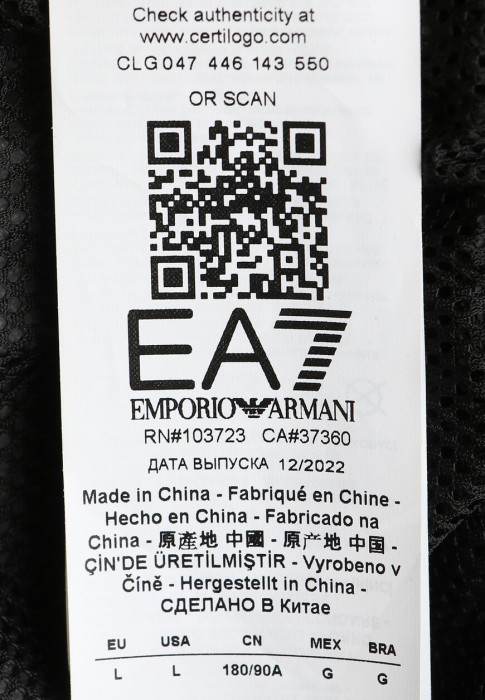 Check authenticity at
www.certilogo.com
CLG 047 446 143 550
OR SCAN
EA7
EMPORIO ARMANI
RN#103723 CA#37360
ДАТА ВЫПУСКА 12/2022
Made in China - Fabriqué en Chine -
Hecho en China - Fabricado na
China - 原產地 中國 - 原产地 中国 -
ÇİN'DE ÜRETİLMİŞTİR - Vyrobeno v
Číně - Hergestellt in China -
СДЕЛАНО В Китае
EU USA CN MEX BRA
L L 180/90A G G